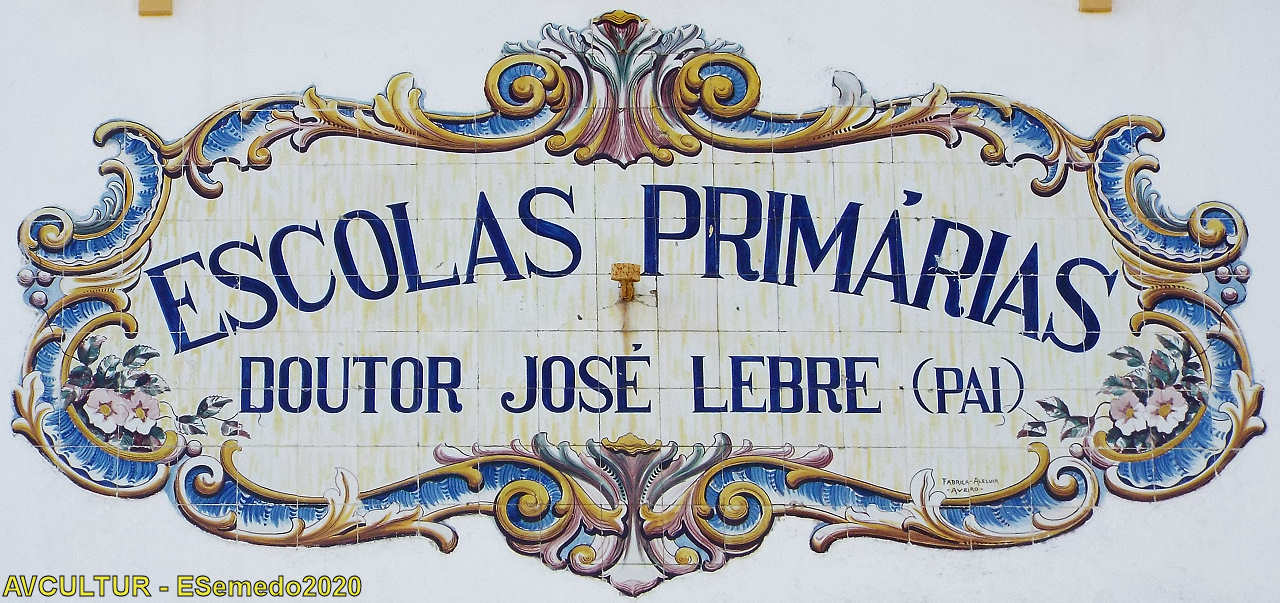 ESCOLAS PRIMÁRIAS
DOUTOR JOSÉ LEBRE (PAI)
FABRICA-ALELUIA
-AVEIRO-
AVCULTUR - ESemedo2020